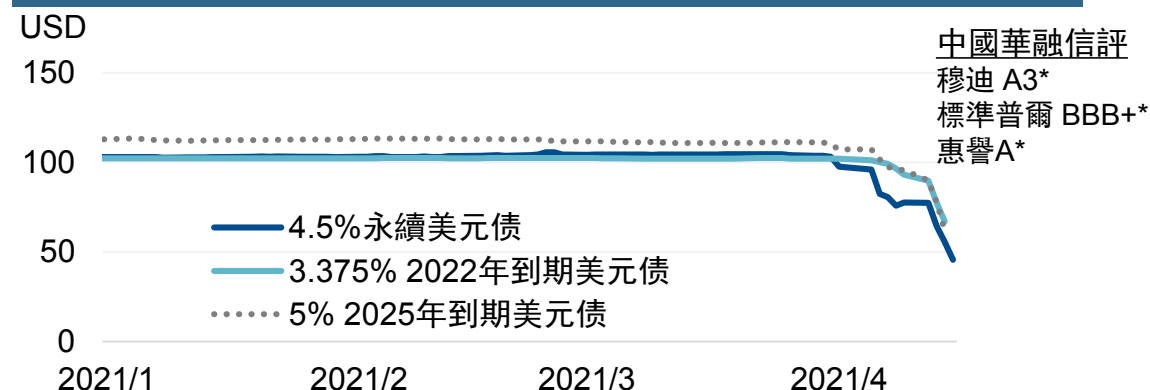 USD
150
100
50
0
中國華融信評
穆迪 A3*
標準普爾 BBB+*
惠譽A*
4.5%永續美元债
3.375% 2022年到期美元债
5% 2025年到期美元债
2021/1
2021/2
2021/3
2021/4